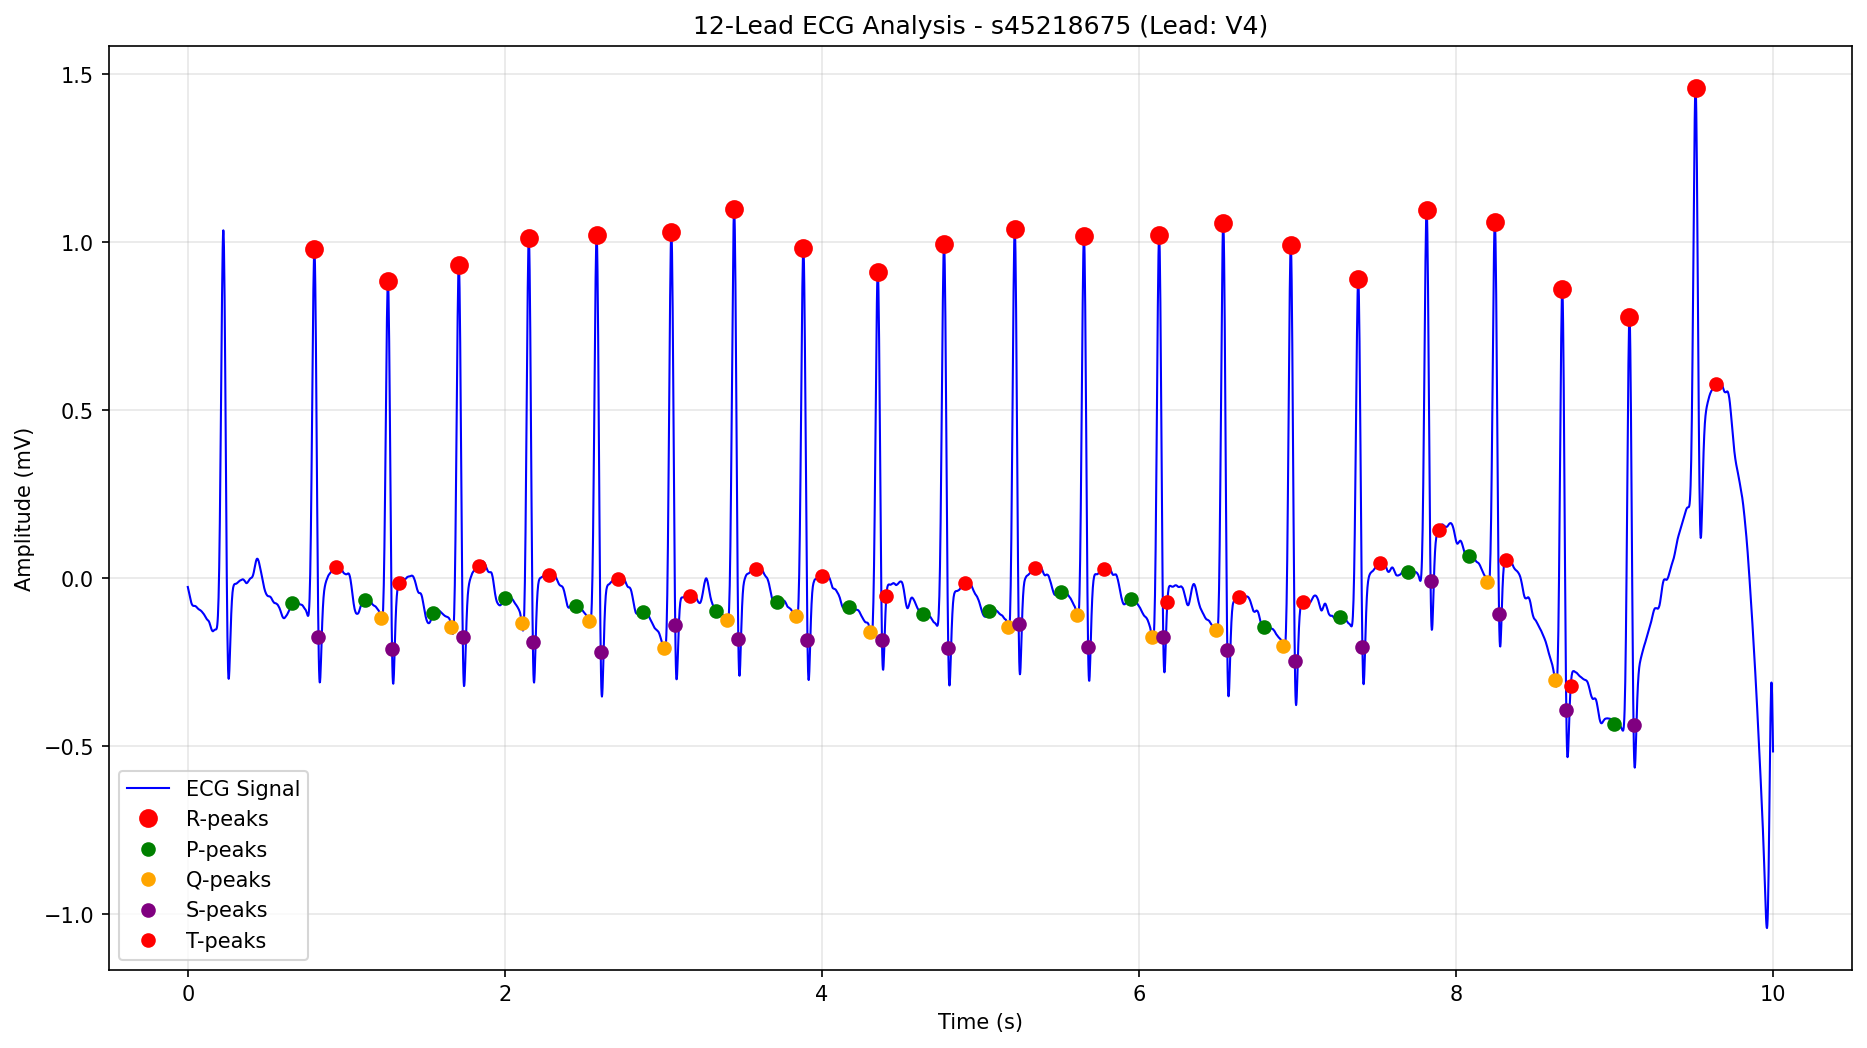 12-Lead ECG Analysis - s45218675 (Lead: V4)
Amplitude (mV)
1.5
1.0
0.5
0.0
−0.5
−1.0
ECG Signal
R-peaks
P-peaks
Q-peaks
S-peaks
T-peaks
0 2 4 6 8 10
Time (s)